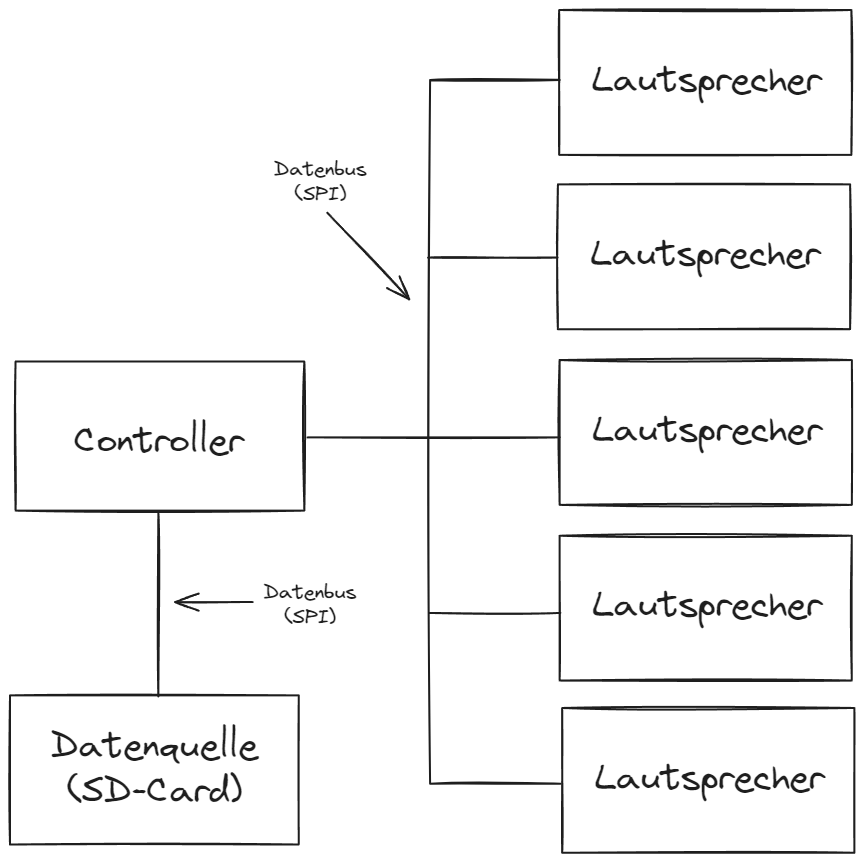 Lautsprecher
Datenbus
(SPI)
Lautsprecher
Controller
Lautsprecher
Datenbus
(SPI)
Lautsprecher
Datenquelle
(SD-Card)
Lautsprecher